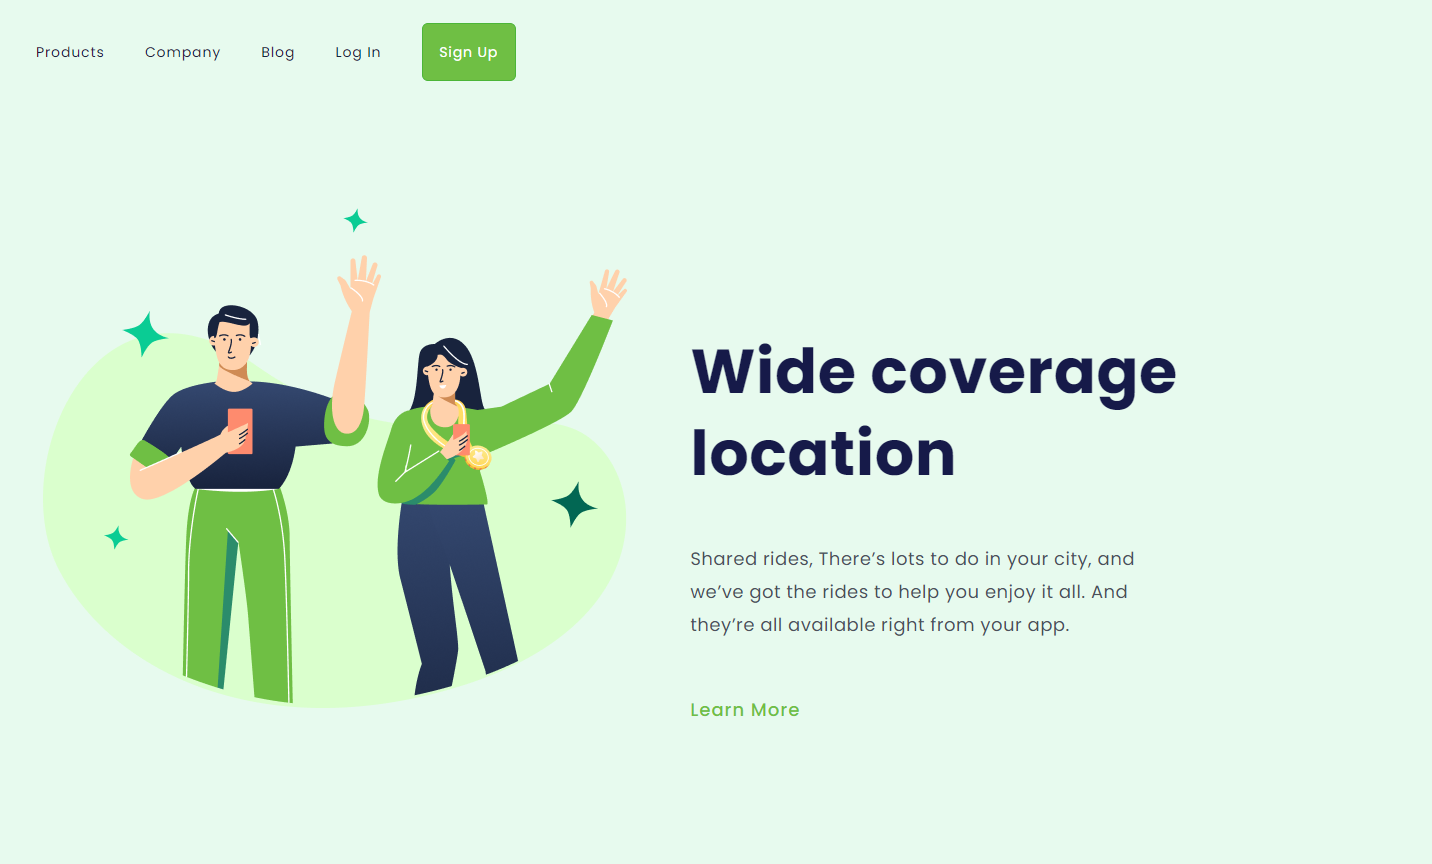 Products Company Blog Log In Sign Up
Wide coverage
location
Shared rides, There’s lots to do in your city, and
we’ve got the rides to help you enjoy it all. And
they’re all available right from your app.
Learn More